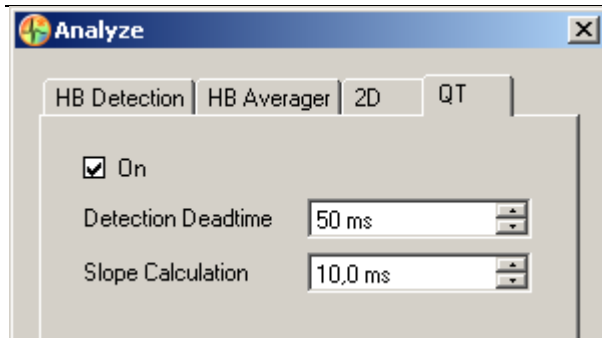 Analyze
HB Detection HB Averager 2D QT
On
Detection Deadtime 50 ms
Slope Calculation 10,0 ms